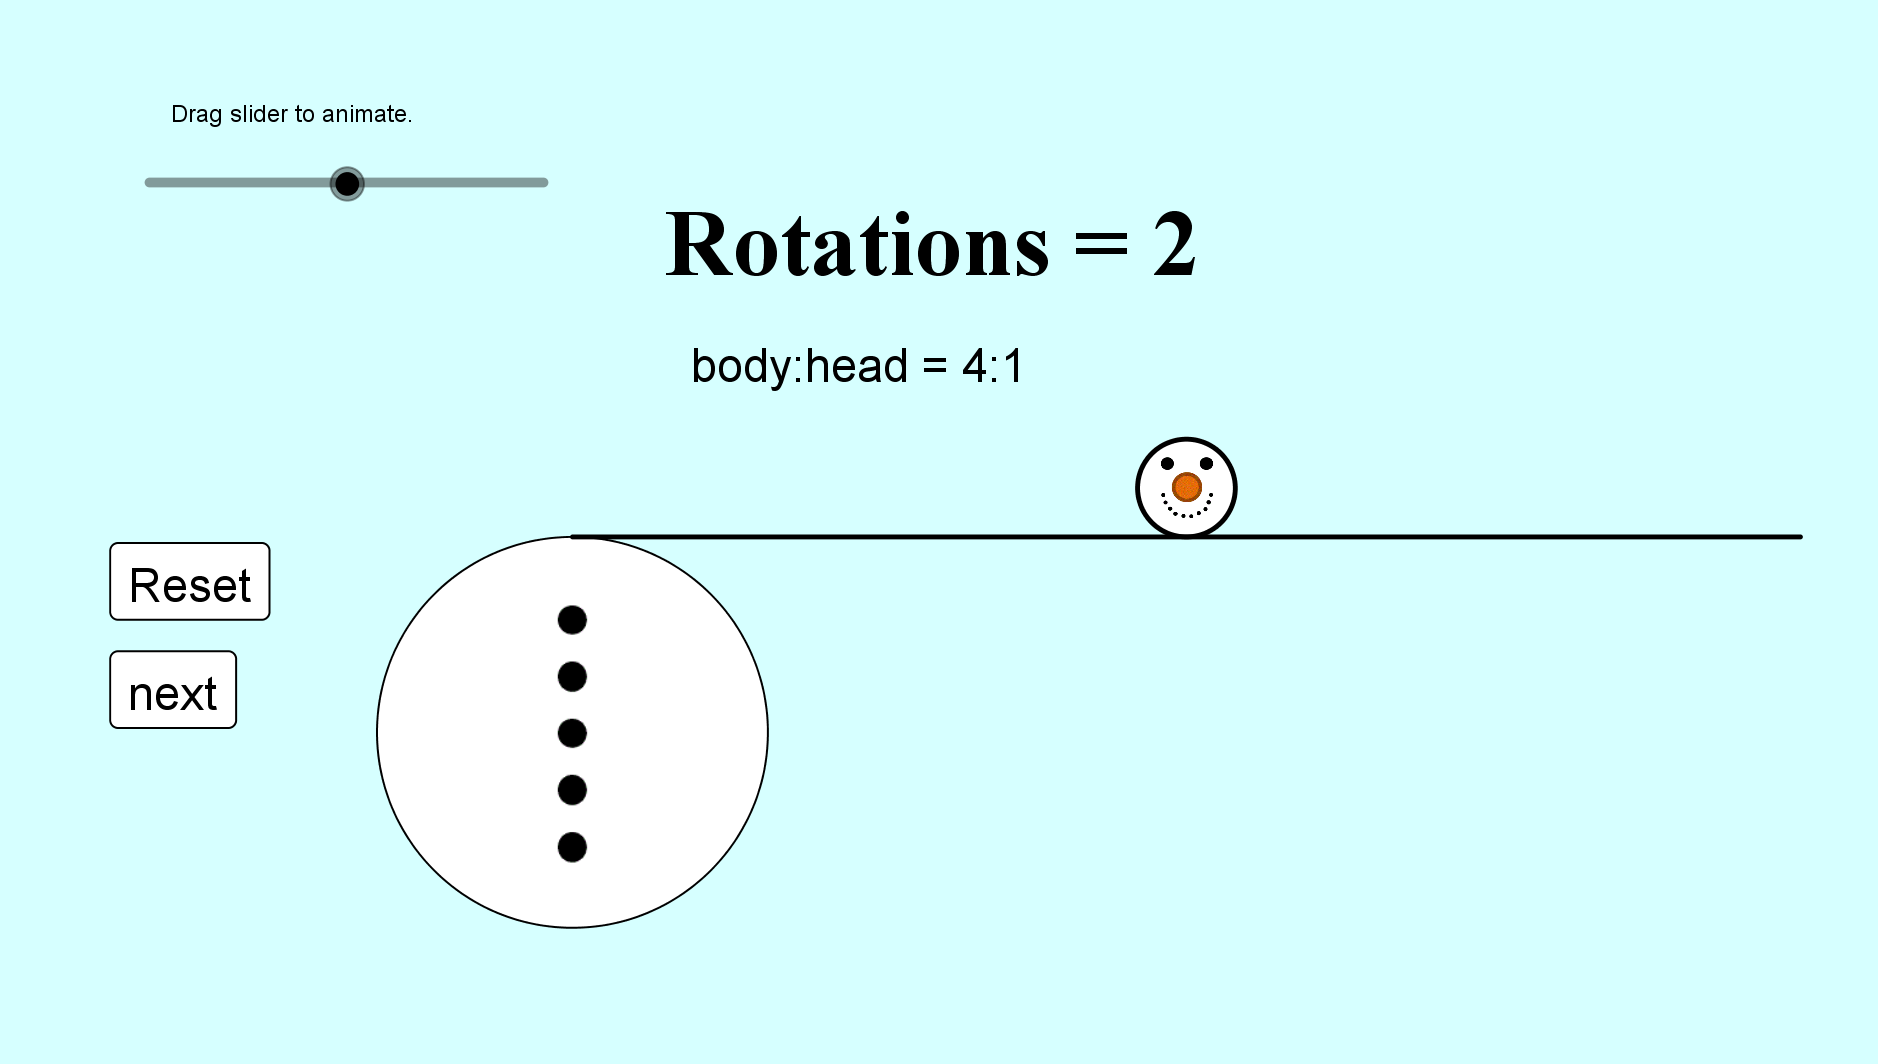 Drag slider to animate.
Rotations = 2
body:head = 4:1
Reset
next